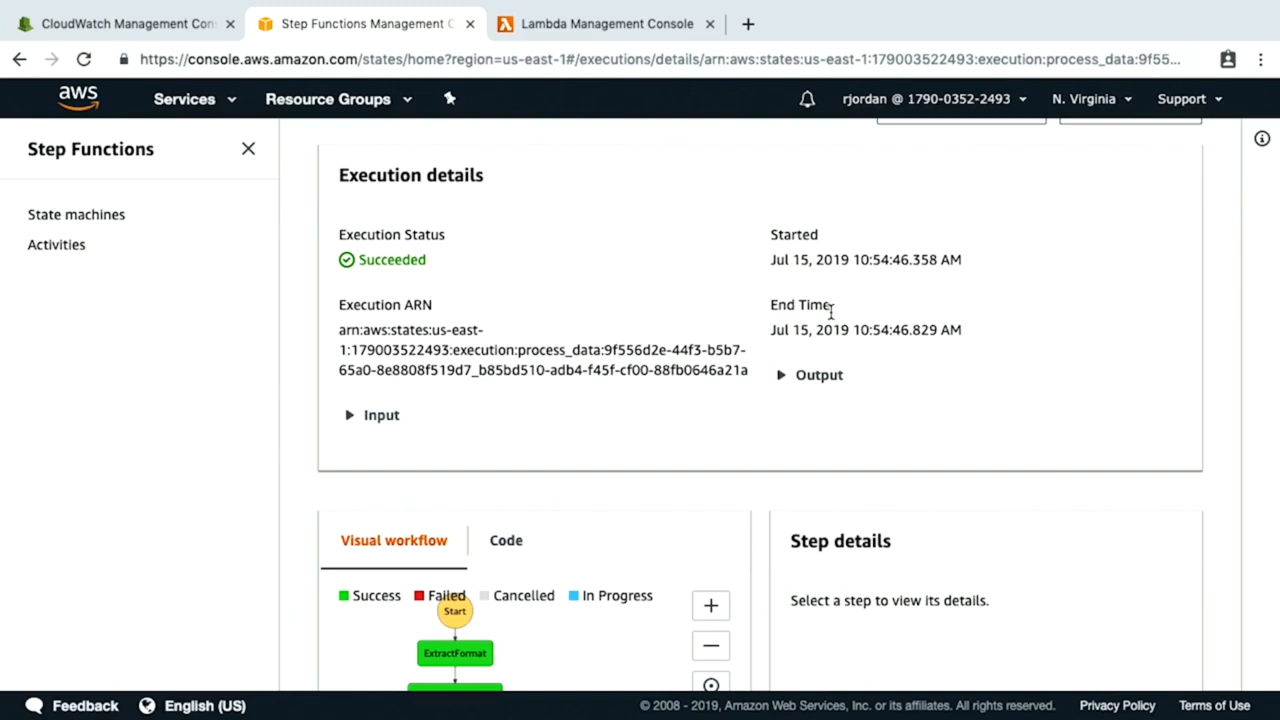 CloudWatch Management Con
Step Functions Management C
Lambda Management Console
https://console.aws.amazon.com/states/home?region=us-east-1#/executions/details/arn:aws:states:us-east-1:179003522493:execution:process_data:9f55...
aws
Services
Resource Groups
rjordan @ 1790-0352-2493
N. Virginia
Support
Step Functions
State machines
Activities
Execution details
Execution Status
Succeeded
Started
Jul 15, 2019 10:54:46.358 AM
Execution ARN
arn:aws:states:us-east-
1:179003522493:execution:process_data:9f556d2e-44f3-b5b7-
65a0-8e8808f519d7_b85bd510-adb4-f45f-cf00-88fb0646a21a
End Time
Jul 15, 2019 10:54:46.829 AM
Output
Input
Visual workflow
Code
Success
Failed
Cancelled
In Progress
Start
ExtractFormat
Step details
Select a step to view its details.
Feedback
English (US)
© 2008 - 2019, Amazon Web Services, Inc. or its affiliates. All rights reserved.
Privacy Policy
Terms of Use